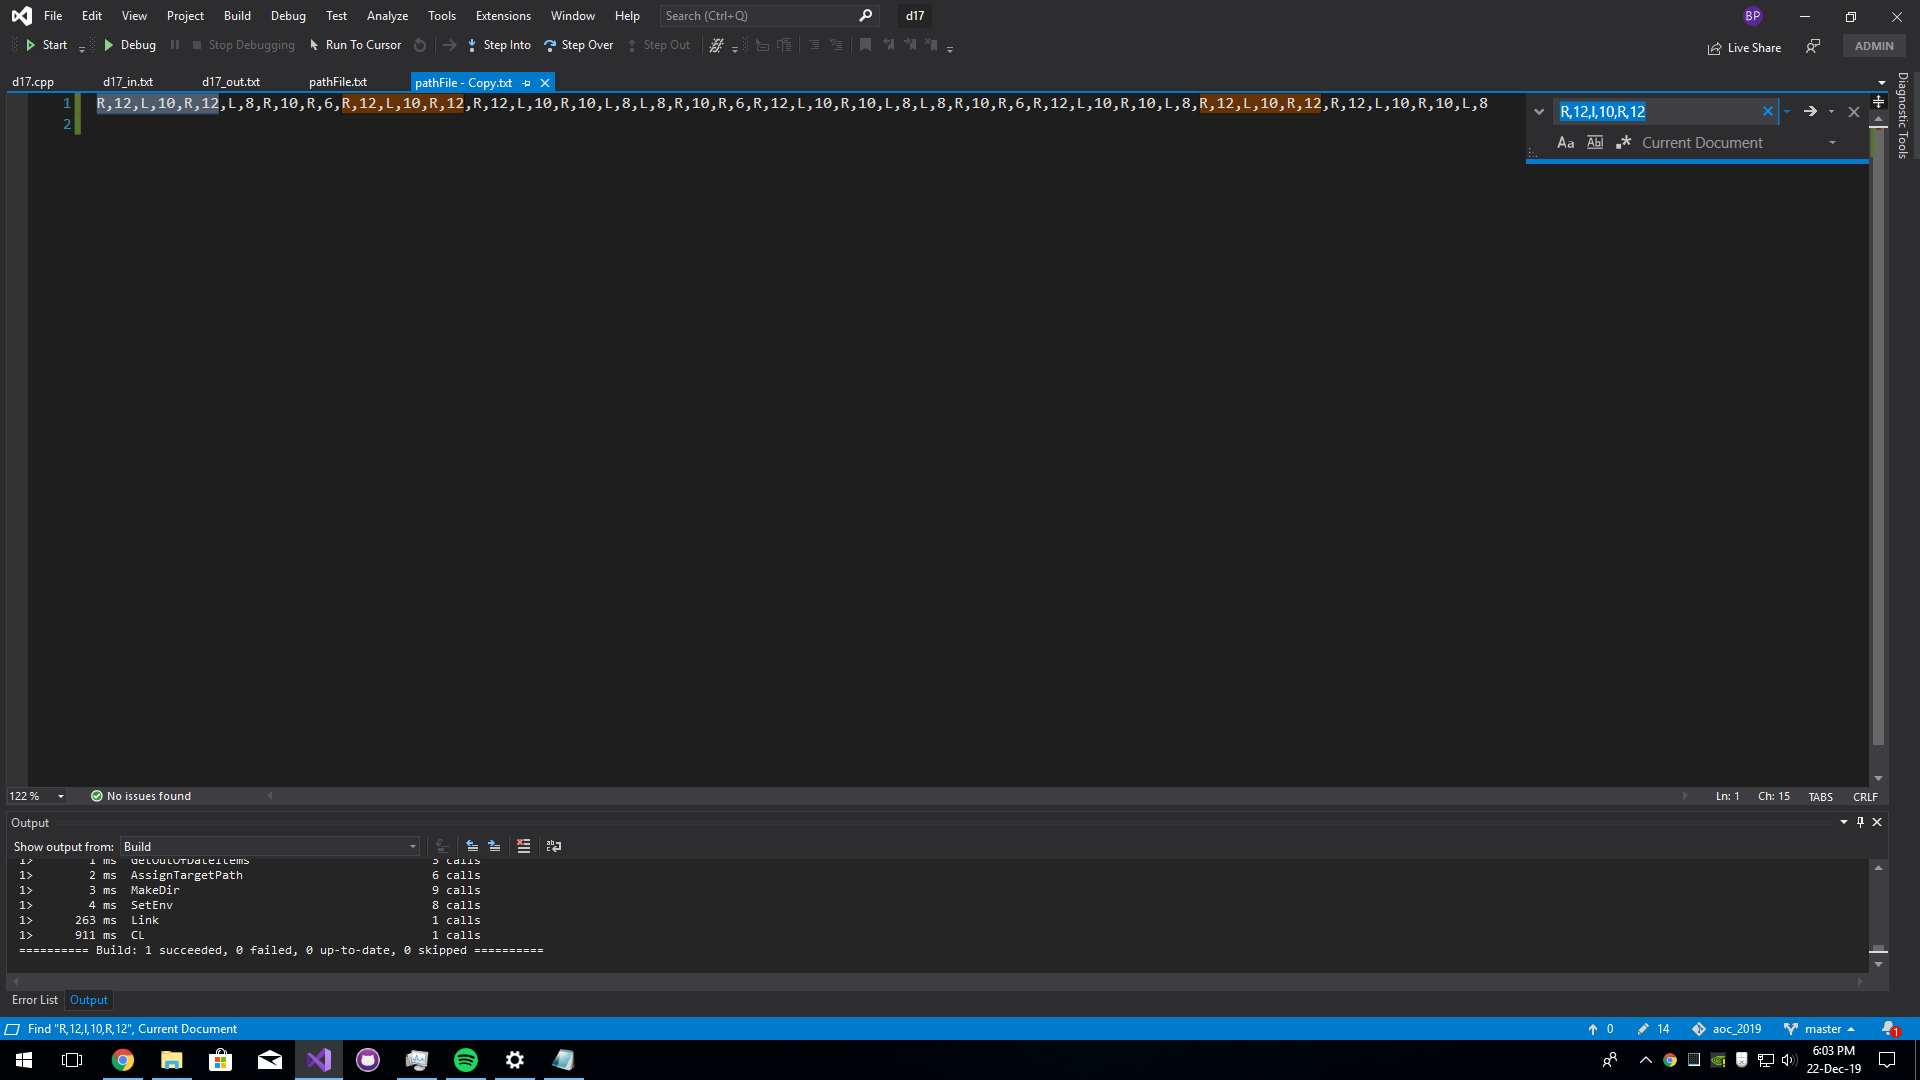 File Edit View Project Build Debug Test Analyze Tools Extensions Window Help Search (Ctrl+Q) d17 BP
Start Debug Stop Debugging Run To Cursor Step Into Step Over Step Out Live Share ADMIN
d17.cpp d17_in.txt d17_out.txt pathFile.txt pathFile - Copy.txt
1 R,12,L,10,R,12,L,8,R,10,R,6,R,12,L,10,R,12,R,12,L,10,R,10,L,8,L,8,R,10,R,6,R,12,L,10,R,10,L,8,L,8,R,10,R,6,R,12,L,10,R,10,L,8,R,12,L,10,R,12,R,12,L,10,R,10,L,8
2
R,12,l,10,R,12
Aa Ab| Current Document
Diagnostic Tools
122 % No issues found Ln: 1 Ch: 15 TABS CRLF
Output
Show output from: Build
1> 1 ms GetOutOfDateItems 3 calls
1> 2 ms AssignTargetPath 6 calls
1> 3 ms MakeDir 9 calls
1> 4 ms SetEnv 8 calls
1> 263 ms Link 1 calls
1> 911 ms CL 1 calls
========== Build: 1 succeeded, 0 failed, 0 up-to-date, 0 skipped ==========
Error List Output
Find "R,12,l,10,R,12", Current Document 0 14 aoc_2019 master 1
6:03 PM
22-Dec-19